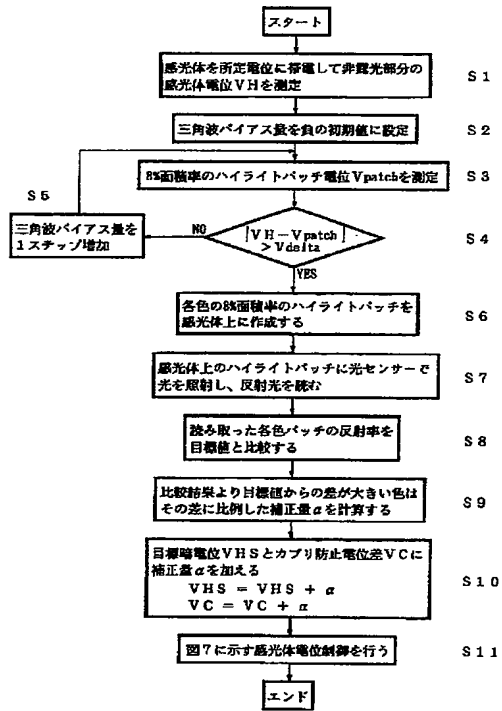 スタート
感光体を所定電位に帯電して非露光部分の
感光体電位VHを測定
S1
三角波バイアス量を負の初期値に設定
S2
8%面積率のハイライトパッチ電位Vpatchを測定
S3
S5
三角波バイアス量を
1ステップ増加
NO
|VH－Vpatch|
＞Vdelta
S4
YES
各色の8%面積率のハイライトパッチを
感光体上に作成する
S6
感光体上のハイライトパッチに光センサーで
光を照射し、反射光を読む
S7
読み取った各色パッチの反射率を
目標値と比較する
S8
比較結果より目標値からの差が大きい色は
その差に比例した補正量αを計算する
S9
目標暗電位VHSとカブリ防止電位差VCに
補正量αを加える
VHS = VHS + α
VC = VC + α
S10
図7に示す感光体電位制御を行う
S11
エンド